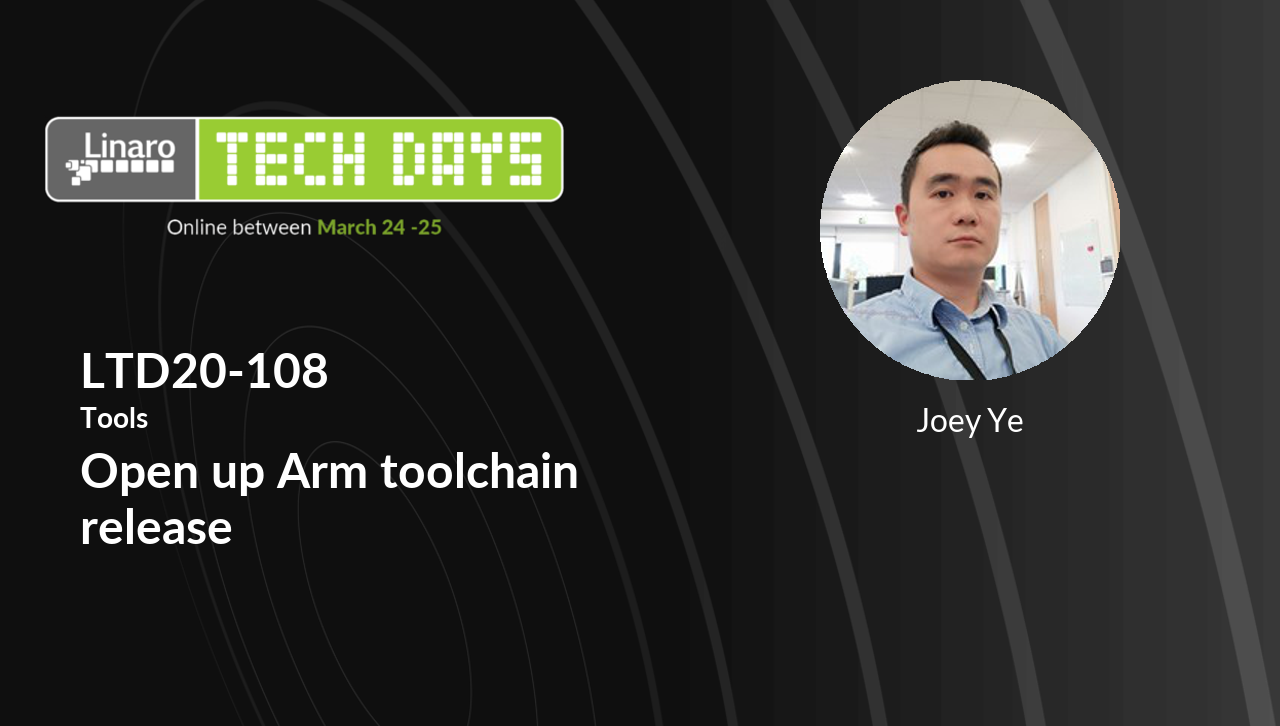 Linaro
TECH DAYS
Online between March 24 -25
LTD20-108
Tools
Open up Arm toolchain
release
Joey Ye